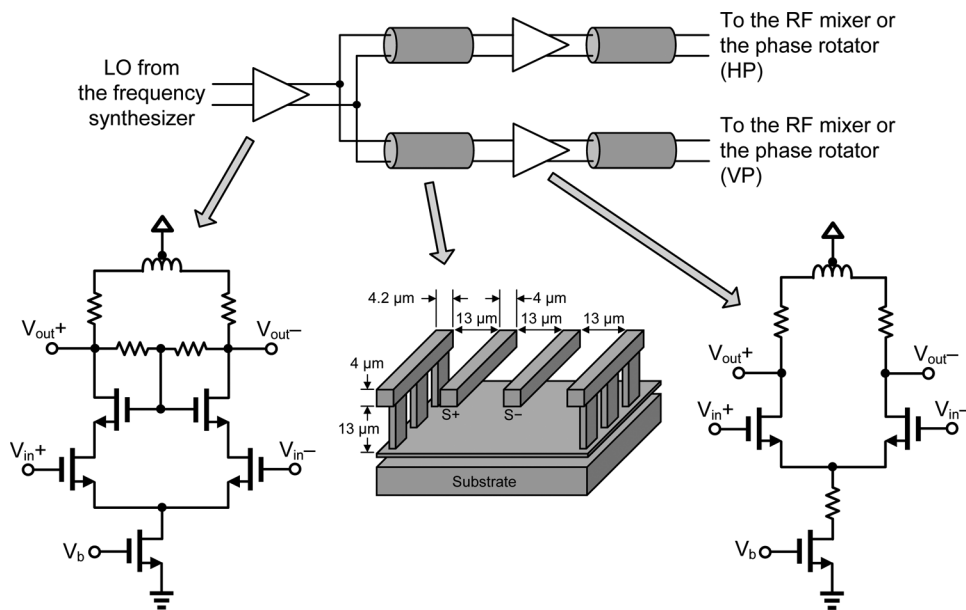 LO from
the frequency
synthesizer
To the RF mixer or
the phase rotator
(HP)
To the RF mixer or
the phase rotator
(VP)
Vout+
Vout−
Vin+
Vin−
Vb
4.2 µm
4 µm
13 µm
13 µm
13 µm
4 µm
13 µm
S+
S−
Substrate
Vout+
Vout−
Vin+
Vin−
Vb